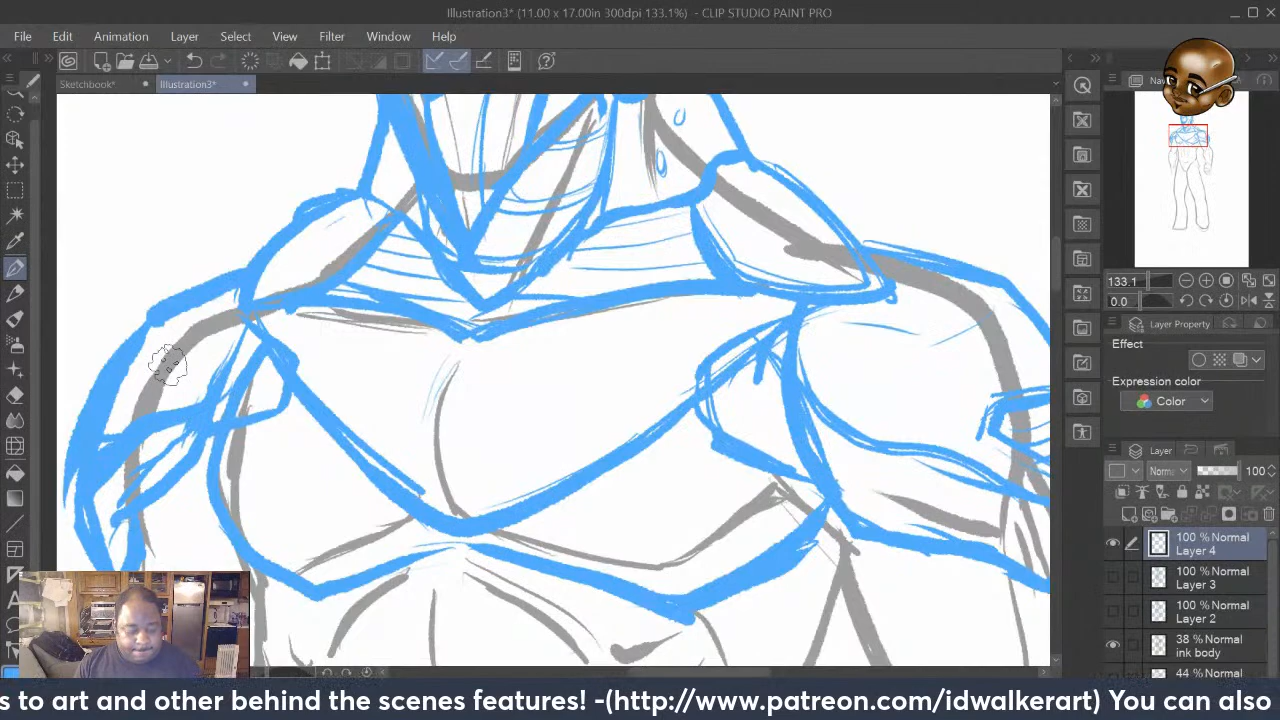 Illustration3* (11.00 x 17.00in 300dpi 133.1%) - CLIP STUDIO PAINT PRO
File Edit Animation Layer Select View Filter Window Help
Sketchbook* Illustration3*
133.1
0.0
Layer Property
Effect
Expression color
Color
Layer
100
100 % Normal
Layer 4
100 % Normal
Layer 3
100 % Normal
Layer 2
38 % Normal
ink body
44 %
s to art and other behind the scenes features! -(http://www.patreon.com/idwalkerart) You can also